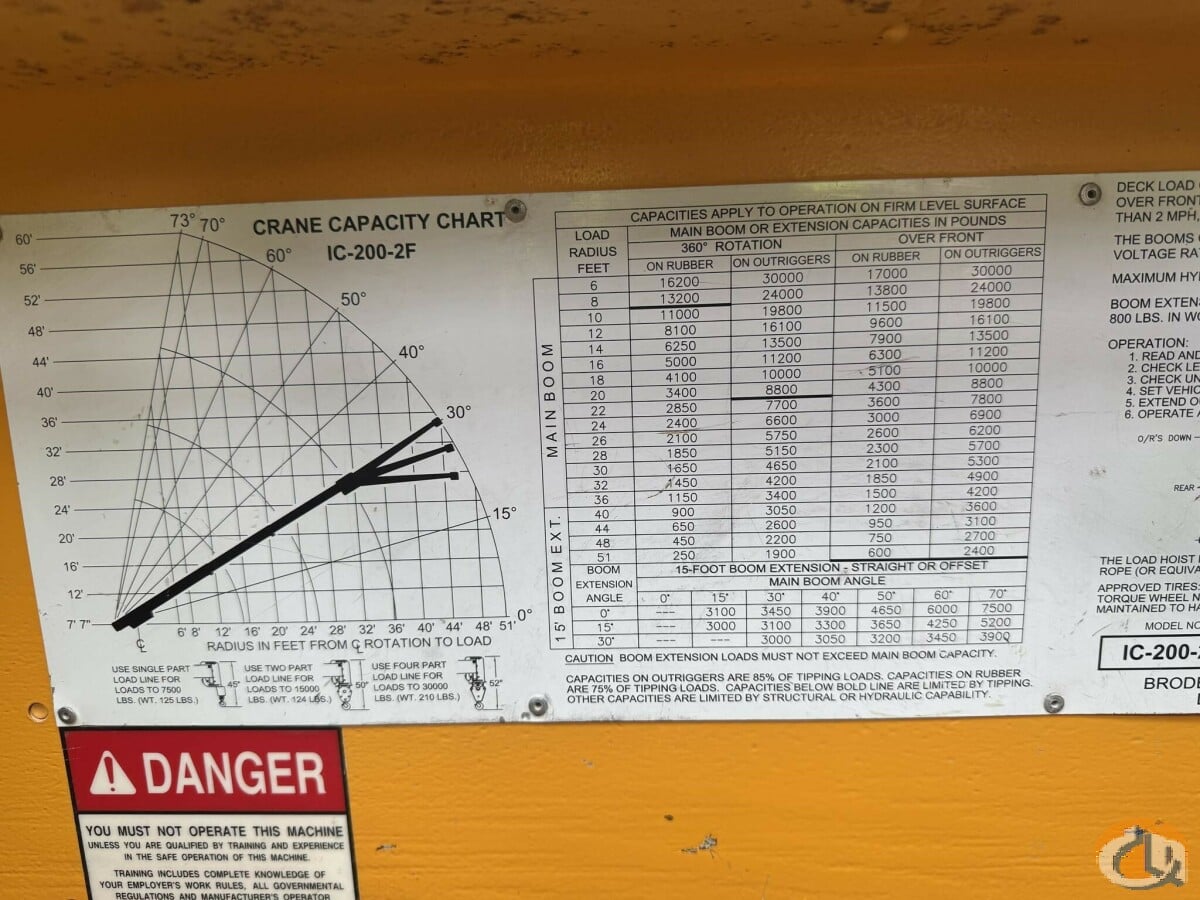 CRANE CAPACITY CHART
IC-200-2F
73° 70°
60°
50°
40°
30°
15°
0°
60'
56'
52'
48'
44'
40'
36'
32'
28'
24'
20'
16'
12'
7' 7"
6' 8' 12' 16' 20' 24' 28' 32' 36' 40' 44' 48' 51'
RADIUS IN FEET FROM ℄ ROTATION TO LOAD
USE SINGLE PART
LOAD LINE FOR
LOADS TO 7500
LBS. (WT. 125 LBS.)
45'
USE TWO PART
LOAD LINE FOR
LOADS TO 15000
LBS. (WT. 124 LBS.)
50'
USE FOUR PART
LOAD LINE FOR
LOADS TO 30000
LBS. (WT. 210 LBS.)
52"
CAPACITIES APPLY TO OPERATION ON FIRM LEVEL SURFACE
MAIN BOOM OR EXTENSION CAPACITIES IN POUNDS
LOAD RADIUS FEET
360° ROTATION OVER FRONT
ON RUBBER ON OUTRIGGERS ON RUBBER ON OUTRIGGERS
MAIN BOOM
6 16200 30000 17000 30000
8 13200 24000 13800 24000
10 11000 19800 11500 19800
12 8100 16100 9600 16100
14 6250 13500 7900 13500
16 5000 11200 6300 11200
18 4100 10000 5100 10000
20 3400 8800 4300 8800
22 2850 7700 3600 7800
24 2400 6600 3000 6900
26 2100 5750 2600 6200
28 1850 5150 2300 5700
30 1650 4650 2100 5300
32 1450 4200 1850 4900
36 1150 3400 1500 4200
40 900 3050 1200 3600
44 650 2600 950 3100
48 450 2200 750 2700
51 250 1900 600 2400
15' BOOM EXT.
BOOM EXTENSION ANGLE
15-FOOT BOOM EXTENSION - STRAIGHT OR OFFSET
MAIN BOOM ANGLE
0° 15° 30° 40° 50° 60° 70°
0° --- 3100 3450 3900 4650 6000 7500
15° --- 3000 3100 3300 3650 4250 5200
30° --- --- 3000 3050 3200 3450 3900
CAUTION BOOM EXTENSION LOADS MUST NOT EXCEED MAIN BOOM CAPACITY.
CAPACITIES ON OUTRIGGERS ARE 85% OF TIPPING LOADS. CAPACITIES ON RUBBER
ARE 75% OF TIPPING LOADS. CAPACITIES BELOW BOLD LINE ARE LIMITED BY TIPPING.
OTHER CAPACITIES ARE LIMITED BY STRUCTURAL OR HYDRAULIC CAPABILITY.
DECK LOAD
OVER FRONT
THAN 2 MPH,
THE BOOMS
VOLTAGE RA
MAXIMUM HY
BOOM EXTENS
800 LBS. IN WO
OPERATION:
1. READ AND
2. CHECK LE
3. CHECK UN
4. SET VEHIC
5. EXTEND O
6. OPERATE A
O/R'S DOWN
REAR
THE LOAD HOIST
ROPE (OR EQUIVA
APPROVED TIRES:
TORQUE WHEEL N
MAINTAINED TO HA
MODEL NO
IC-200-
BRODE
DANGER
YOU MUST NOT OPERATE THIS MACHINE
UNLESS YOU ARE QUALIFIED BY TRAINING AND EXPERIENCE
IN THE SAFE OPERATION OF THIS MACHINE.
TRAINING INCLUDES COMPLETE KNOWLEDGE OF
YOUR EMPLOYER'S WORK RULES, ALL GOVERNMENTAL
REGULATIONS AND MANUFACTURER'S OPERATOR